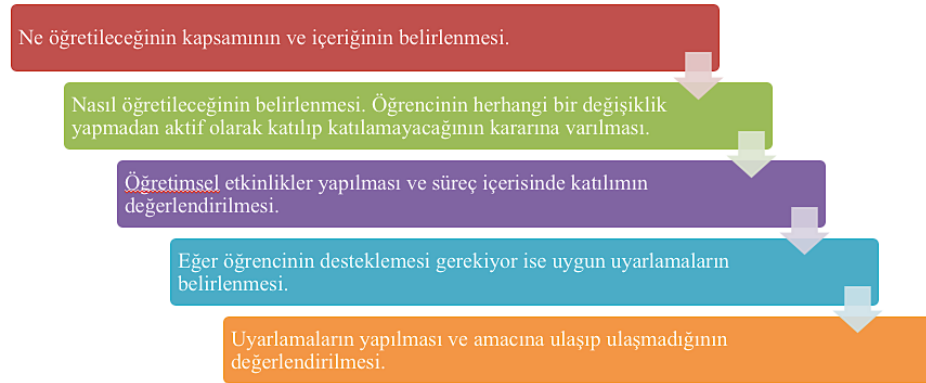 Ne öğretileceğinin kapsamının ve içeriğinin belirlenmesi.
Nasıl öğretileceğinin belirlenmesi. Öğrencinin herhangi bir değişiklik
yapmadan aktif olarak katılıp katılamayacağının kararına varılması.
Öğretimsel etkinlikler yapılması ve süreç içerisinde katılımın
değerlendirilmesi.
Eğer öğrencinin desteklemesi gerekiyor ise uygun uyarlamaların
belirlenmesi.
Uyarlamaların yapılması ve amacına ulaşıp ulaşmadığının
değerlendirilmesi.